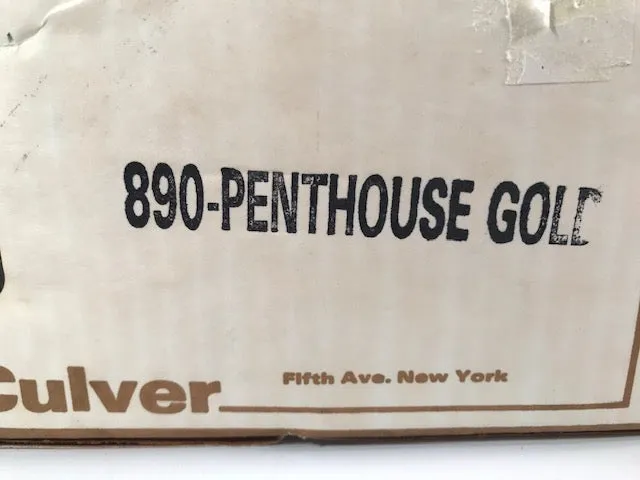 890-PENTHOUSE GOLD
Culver
Fifth Ave. New York